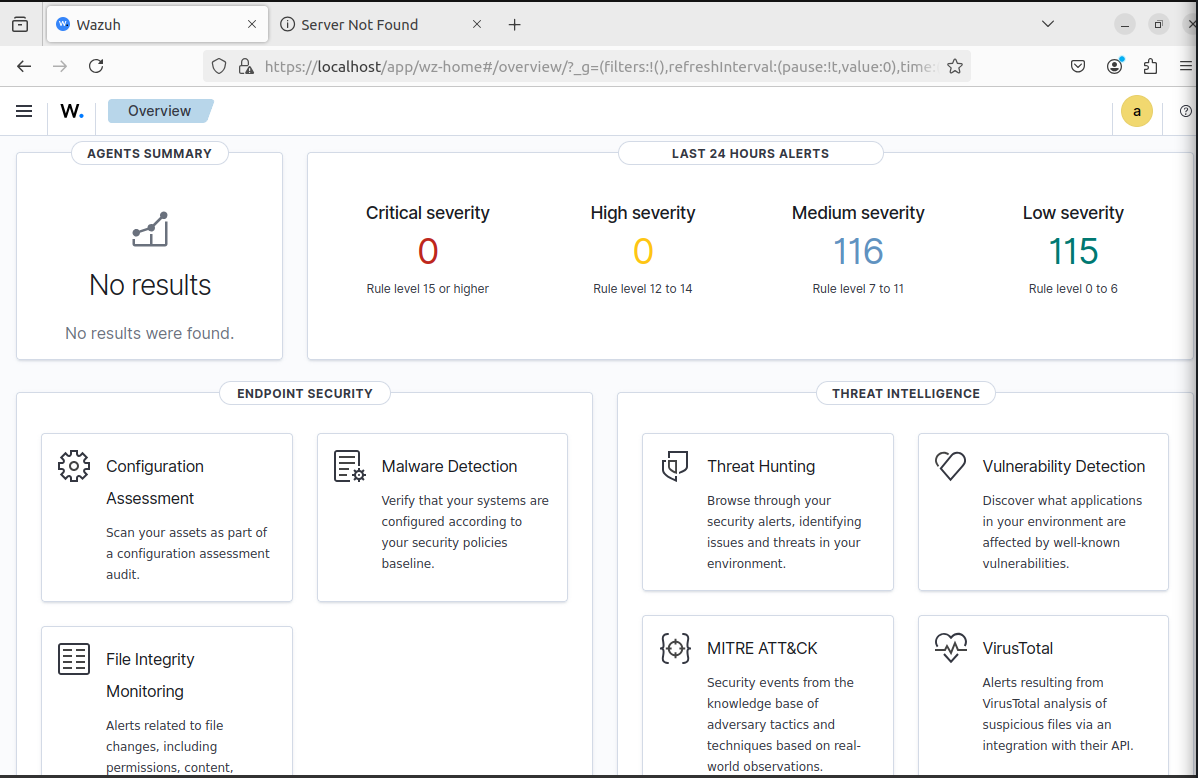 Wazuh
Server Not Found
https://localhost/app/wz-home#/overview/?_g=(filters:!(),refreshInterval:(pause:!t,value:0),time:
W.
Overview
a
AGENTS SUMMARY
No results
No results were found.
LAST 24 HOURS ALERTS
Critical severity
0
Rule level 15 or higher
High severity
0
Rule level 12 to 14
Medium severity
116
Rule level 7 to 11
Low severity
115
Rule level 0 to 6
ENDPOINT SECURITY
Configuration
Assessment
Scan your assets as part of
a configuration assessment
audit.
Malware Detection
Verify that your systems are
configured according to
your security policies
baseline.
File Integrity
Monitoring
Alerts related to file
changes, including
permissions, content,
THREAT INTELLIGENCE
Threat Hunting
Browse through your
security alerts, identifying
issues and threats in your
environment.
Vulnerability Detection
Discover what applications
in your environment are
affected by well-known
vulnerabilities.
MITRE ATT&CK
Security events from the
knowledge base of
adversary tactics and
techniques based on real-
world observations.
VirusTotal
Alerts resulting from
VirusTotal analysis of
suspicious files via an
integration with their API.